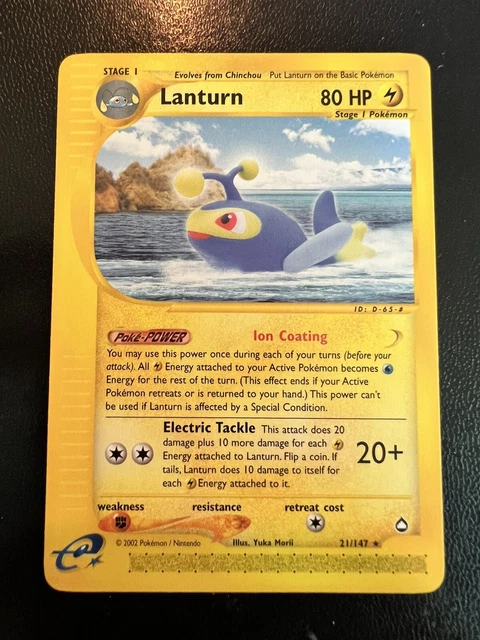 STAGE 1
Evolves from Chinchou Put Lanturn on the Basic Pokémon
Lanturn 80 HP
Stage 1 Pokémon
ID: D-65-#
Poké-POWER Ion Coating
You may use this power once during each of your turns (before your
attack). All Energy attached to your Active Pokémon becomes
Energy for the rest of the turn. (This effect ends if your Active
Pokémon retreats or is returned to your hand.) This power can't
be used if Lanturn is affected by a Special Condition.
Electric Tackle This attack does 20
damage plus 10 more damage for each
Energy attached to Lanturn. Flip a coin. If
tails, Lanturn does 10 damage to itself for
each Energy attached to it.
20+
weakness resistance retreat cost
© 2002 Pokémon / Nintendo Illus. Yuka Morii 21/147 ★
e